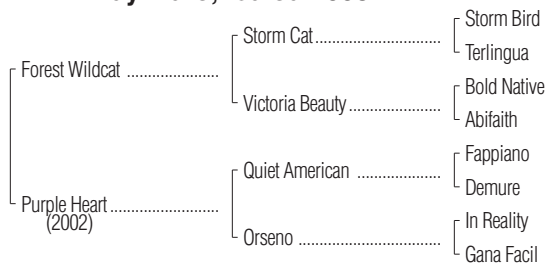 Storm Bird
Storm Cat ..............................
Terlingua
Forest Wildcat ......................
Bold Native
Victoria Beauty ......................
Abifaith
Fappiano
Quiet American ....................
Demure
Purple Heart ..........................
(2002)
In Reality
Orseno ..................................
Gana Facil